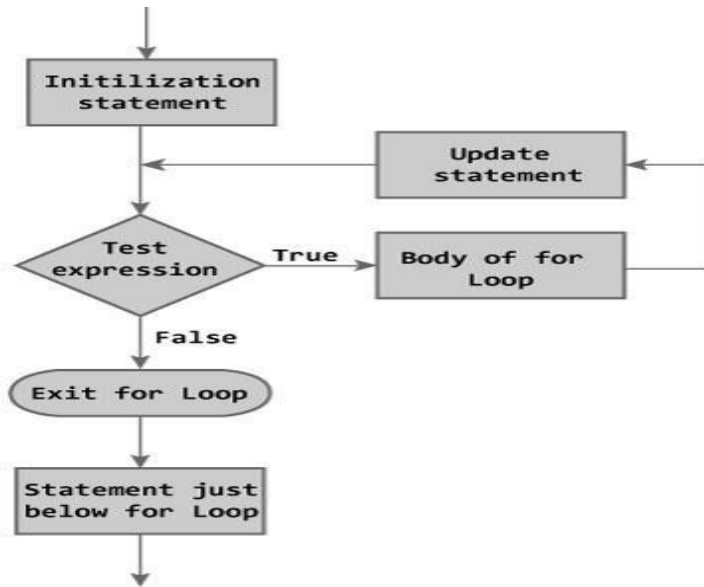 Initilization
statement
Update
statement
Test
expression
True
Body of for
Loop
False
Exit for Loop
Statement just
below for Loop